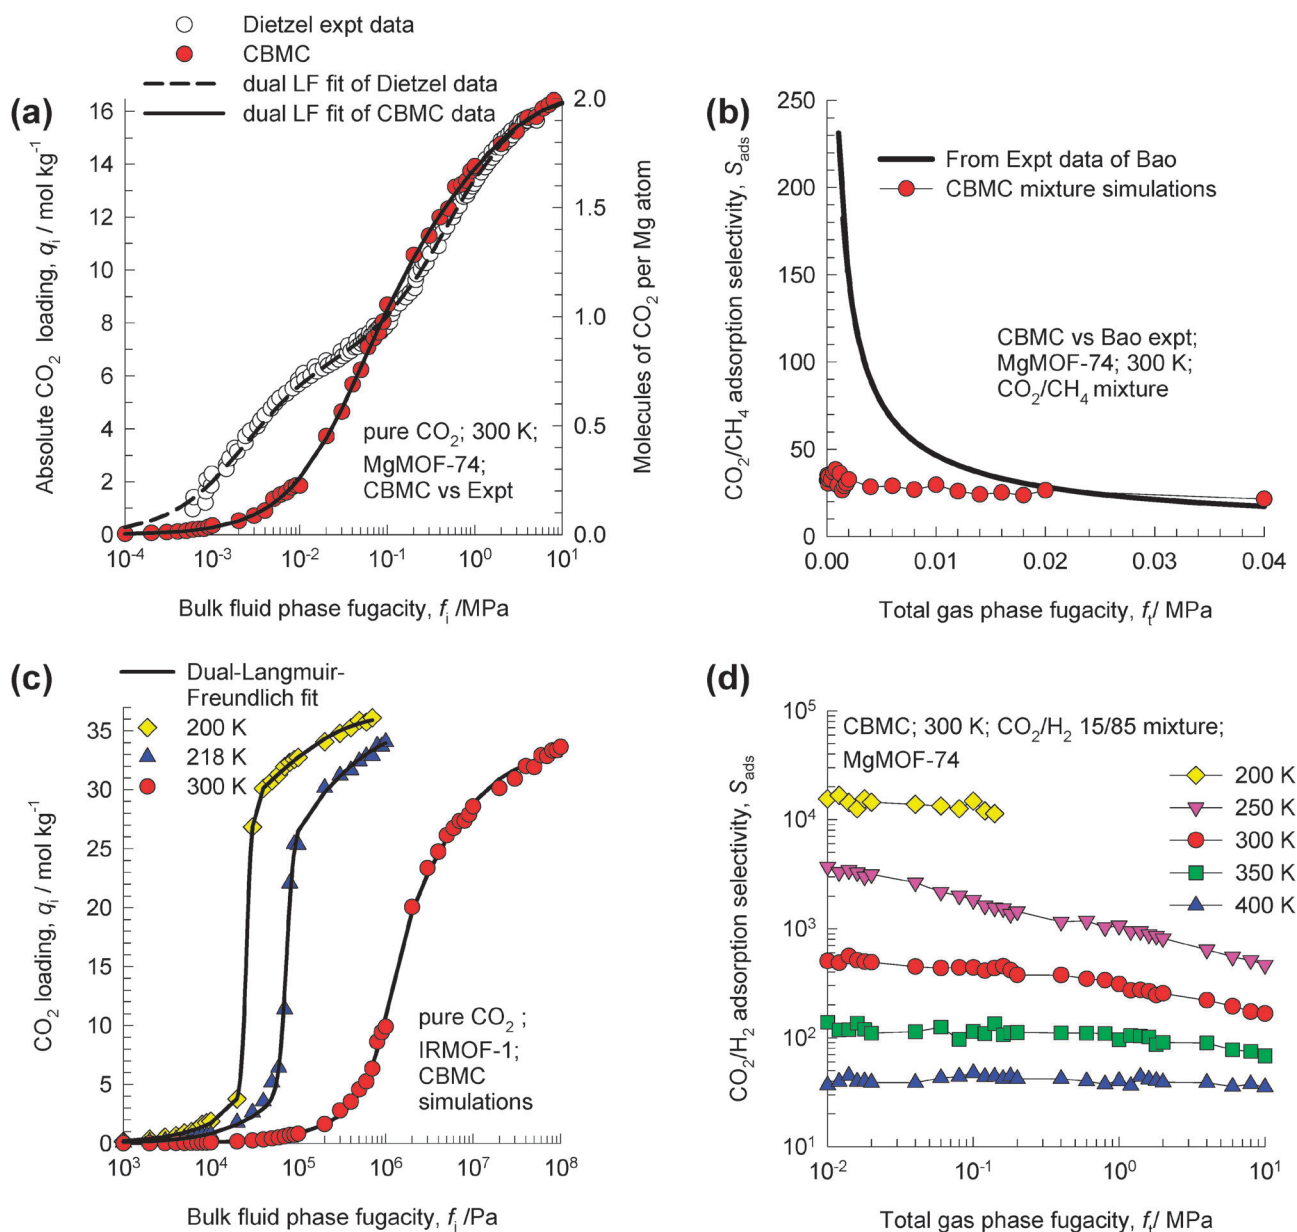 Dietzel expt data
CBMC
dual LF fit of Dietzel data
dual LF fit of CBMC data
(a)
16
14
12
10
8
6
4
2
0
Absolute CO2 loading, qi / mol kg-1
2.0
1.5
1.0
0.5
0.0
Molecules of CO2 per Mg atom
pure CO2; 300 K;
MgMOF-74;
CBMC vs Expt
10-4 10-3 10-2 10-1 100 101
Bulk fluid phase fugacity, fi /MPa
(b)
250
200
150
100
50
0
CO2/CH4 adsorption selectivity, Sads
From Expt data of Bao
CBMC mixture simulations
CBMC vs Bao expt;
MgMOF-74; 300 K;
CO2/CH4 mixture
0.00 0.01 0.02 0.03 0.04
Total gas phase fugacity, ft/ MPa
(c)
Dual-Langmuir-
Freundlich fit
200 K
218 K
300 K
35
30
25
20
15
10
5
0
CO2 loading, qi / mol kg-1
pure CO2 ;
IRMOF-1;
CBMC
simulations
103 104 105 106 107 108
Bulk fluid phase fugacity, fi /Pa
(d)
105
104
103
102
101
CO2/H2 adsorption selectivity, Sads
CBMC; 300 K; CO2/H2 15/85 mixture;
MgMOF-74
200 K
250 K
300 K
350 K
400 K
10-2 10-1 100 101
Total gas phase fugacity, ft/ MPa